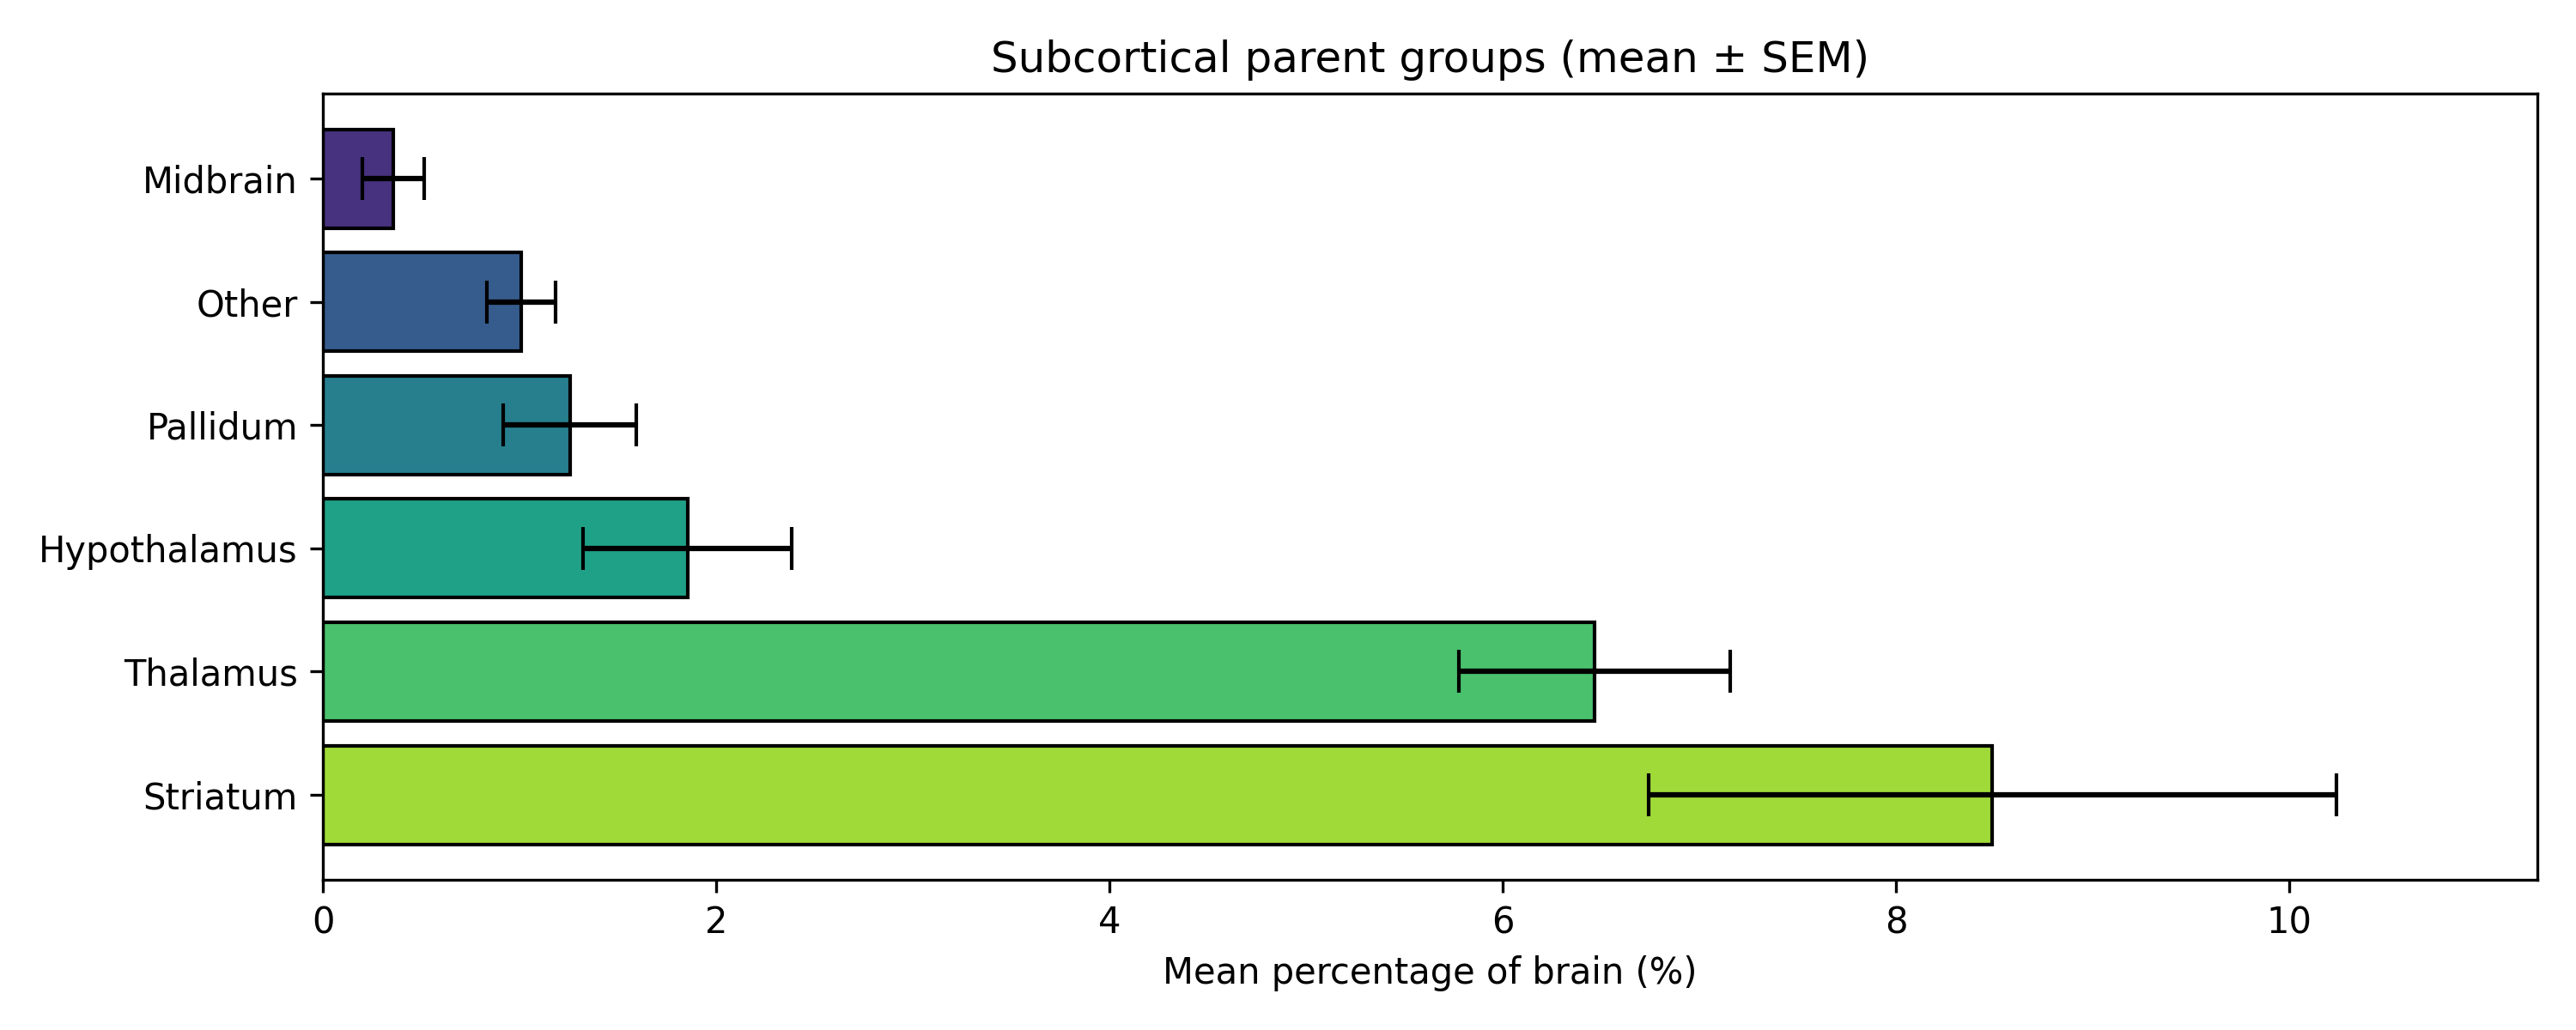 Subcortical parent groups (mean ± SEM)
Midbrain
Other
Pallidum
Hypothalamus
Thalamus
Striatum
0 2 4 6 8 10
Mean percentage of brain (%)